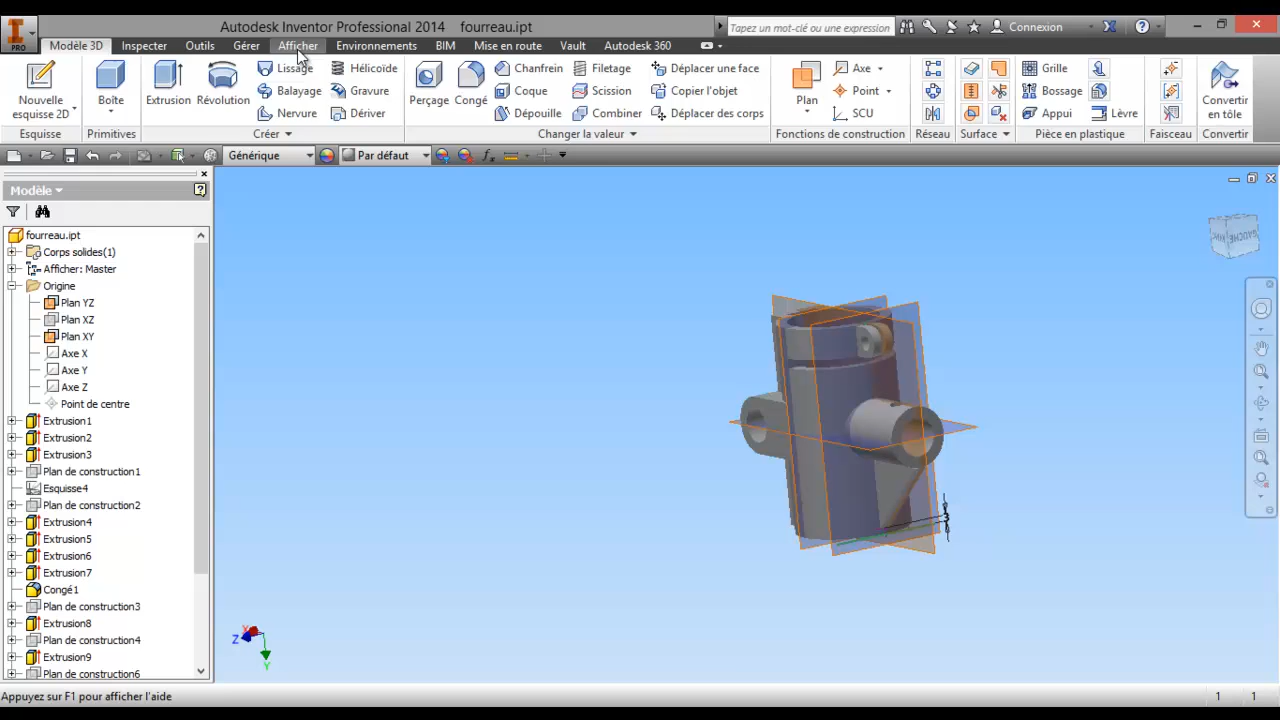 Autodesk Inventor Professional 2014 fourreau.ipt
Tapez un mot-clé ou une expression
Connexion
PRO
Modèle 3D Inspecter Outils Gérer Afficher Environnements BIM Mise en route Vault Autodesk 360
Nouvelle esquisse 2D
Boîte
Extrusion
Révolution
Lissage
Balayage
Nervure
Hélicoïde
Gravure
Dériver
Perçage
Congé
Chanfrein
Coque
Dépouille
Filetage
Scission
Combiner
Déplacer une face
Copier l'objet
Déplacer des corps
Plan
Axe
Point
SCU
Grille
Bossage
Appui
Lèvre
Convertir en tôle
Esquisse Primitives Créer Changer la valeur Fonctions de construction Réseau Surface Pièce en plastique Faisceau Convertir
Générique Par défaut
Modèle
fourreau.ipt
Corps solides(1)
Afficher: Master
Origine
Plan YZ
Plan XZ
Plan XY
Axe X
Axe Y
Axe Z
Point de centre
Extrusion1
Extrusion2
Extrusion3
Plan de construction1
Esquisse4
Plan de construction2
Extrusion4
Extrusion5
Extrusion6
Extrusion7
Congé1
Plan de construction3
Extrusion8
Plan de construction4
Extrusion9
Plan de construction6
GAUCHE
3
X
Z
Y
Appuyez sur F1 pour afficher l'aide
1 1